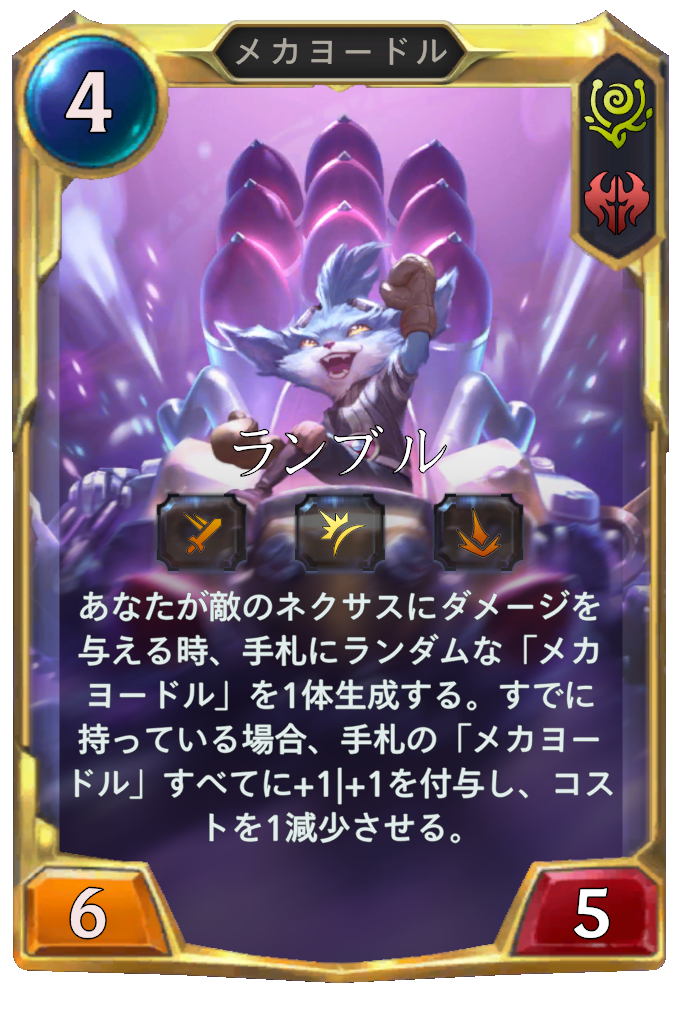 メカヨードル
4
ランブル
あなたが敵のネクサスにダメージを
与える時、手札にランダムな「メカ
ヨードル」を1体生成する。すでに
持っている場合、手札の「メカヨー
ドル」すべてに+1|+1を付与し、コス
トを1減少させる。
6
5